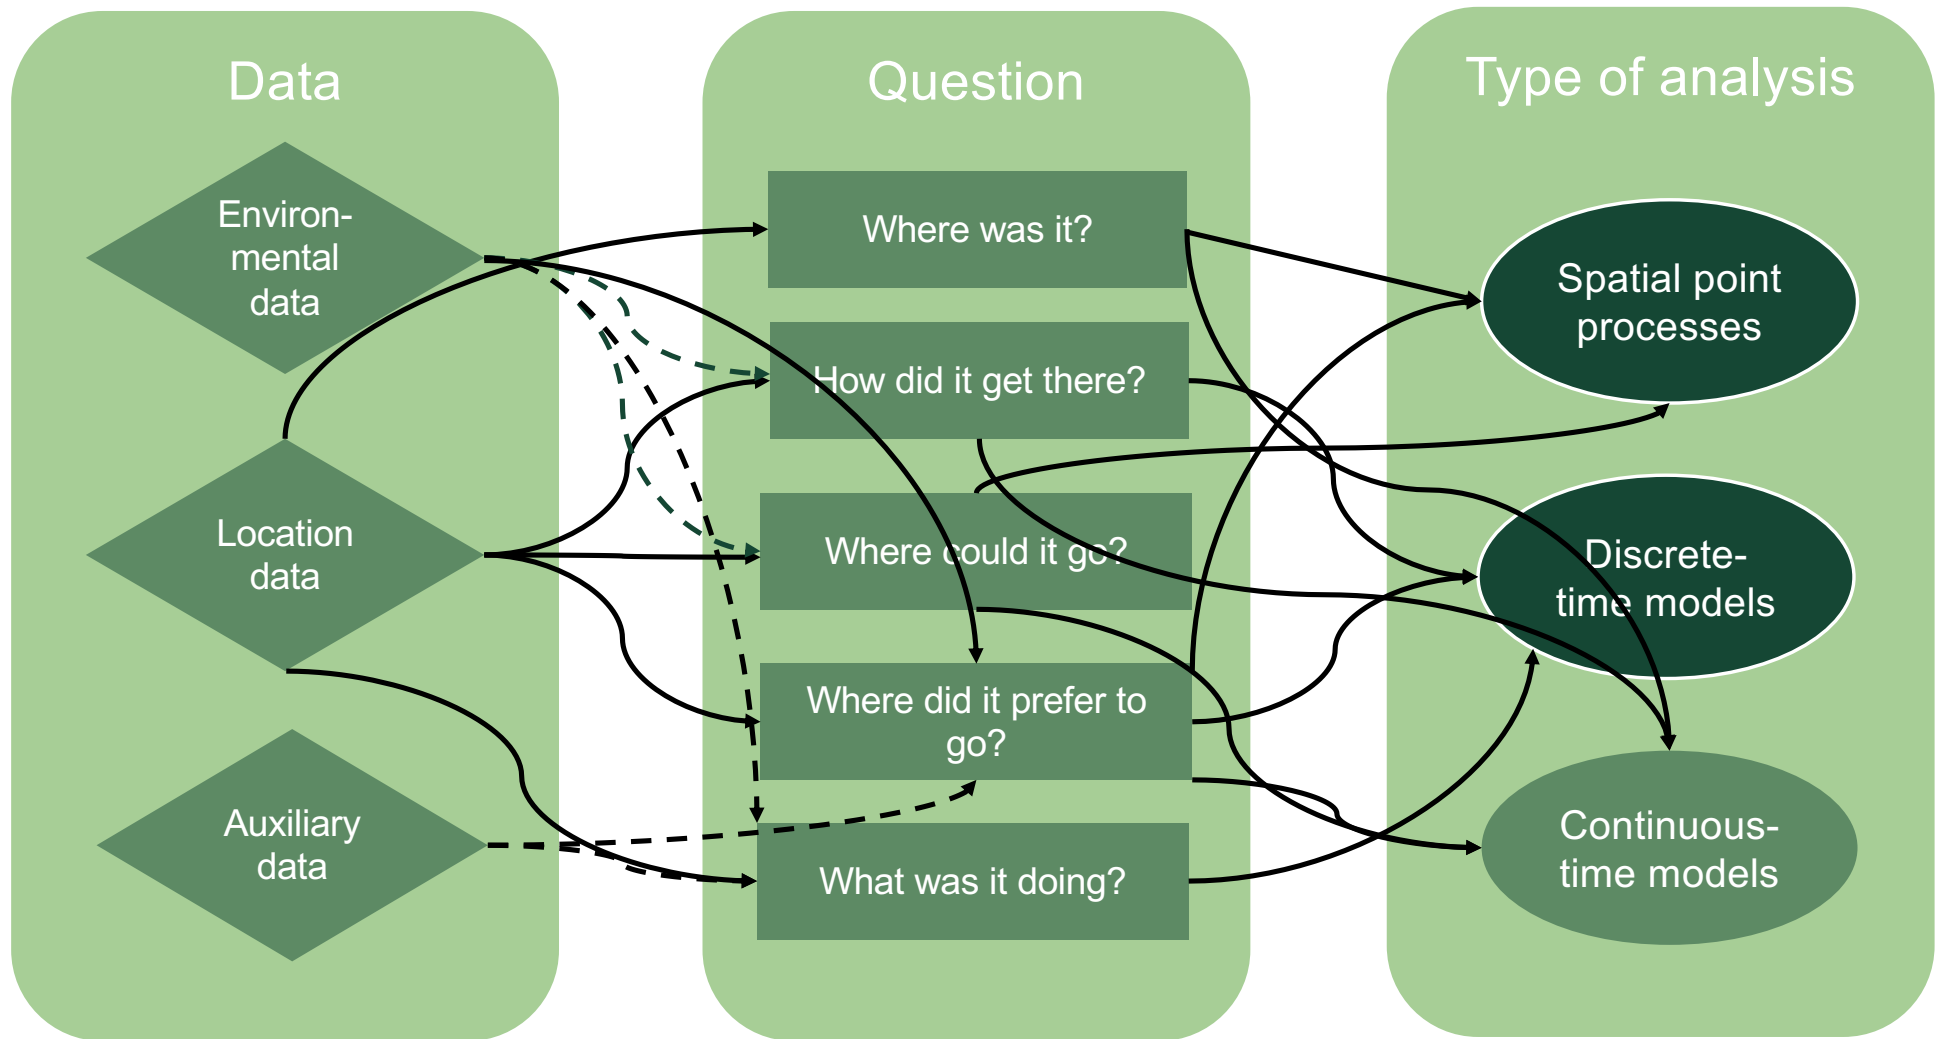 Data
Environ-
mental
data
Location
data
Auxiliary
data
Question
Where was it?
How did it get there?
Where could it go?
Where did it prefer to
go?
What was it doing?
Type of analysis
Spatial point
processes
Discrete-
time models
Continuous-
time models